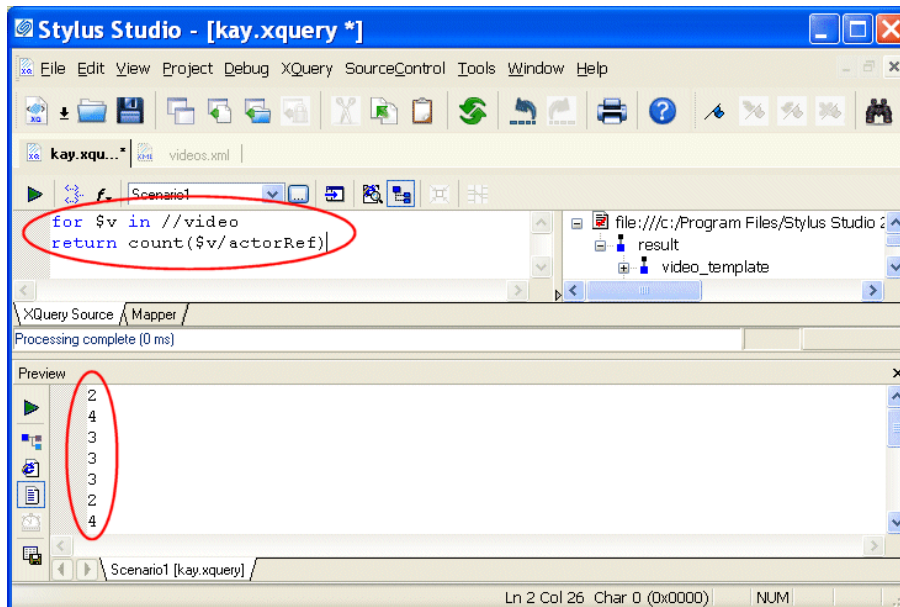 Stylus Studio - [kay.xquery *]
File Edit View Project Debug XQuery SourceControl Tools Window Help
kay.xqu...* videos.xml
Scenario1
for $v in //video
return count($v/actorRef)
file:///c:/Program Files/Stylus Studio 2
result
video_template
XQuery Source Mapper
Processing complete (0 ms)
Preview
2
4
3
3
3
2
4
Scenario1 [kay.xquery]
Ln 2 Col 26 Char 0 (0x0000) NUM